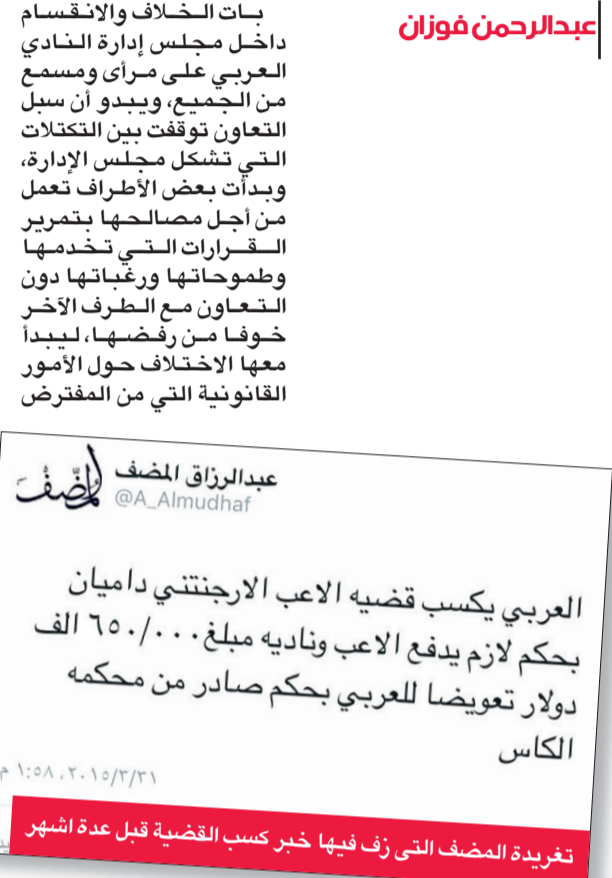 عبدالرحمن فوزان
بات الخلاف والانقسام
داخل مجلس إدارة النادي
العربي على مرأى ومسمع
من الجميع، ويبدو أن سبل
التعاون توقفت بين التكتلات
التي تشكل مجلس الإدارة،
وبدأت بعض الأطراف تعمل
من أجل مصالحها بتمرير
القرارات التي تخدمها
وطموحاتها ورغباتها دون
التعاون مع الطرف الآخر
خوفا من رفضها، ليبدأ
معها الاختلاف حول الأمور
القانونية التي من المفترض
عبدالرزاق المضف
@A_Almudhaf
المضف
العربي يكسب قضيه الاعب الارجنتني داميان
بحكم لازم يدفع الاعب وناديه مبلغ٦٥٠/٠٠٠ الف
دولار تعويضا للعربي بحكم صادر من محكمه
الكاس
٢٠١٥/٣/٣١، ١:٥٨ م
تغريدة المضف التى زف فيها خبر كسب القضية قبل عدة اشهر